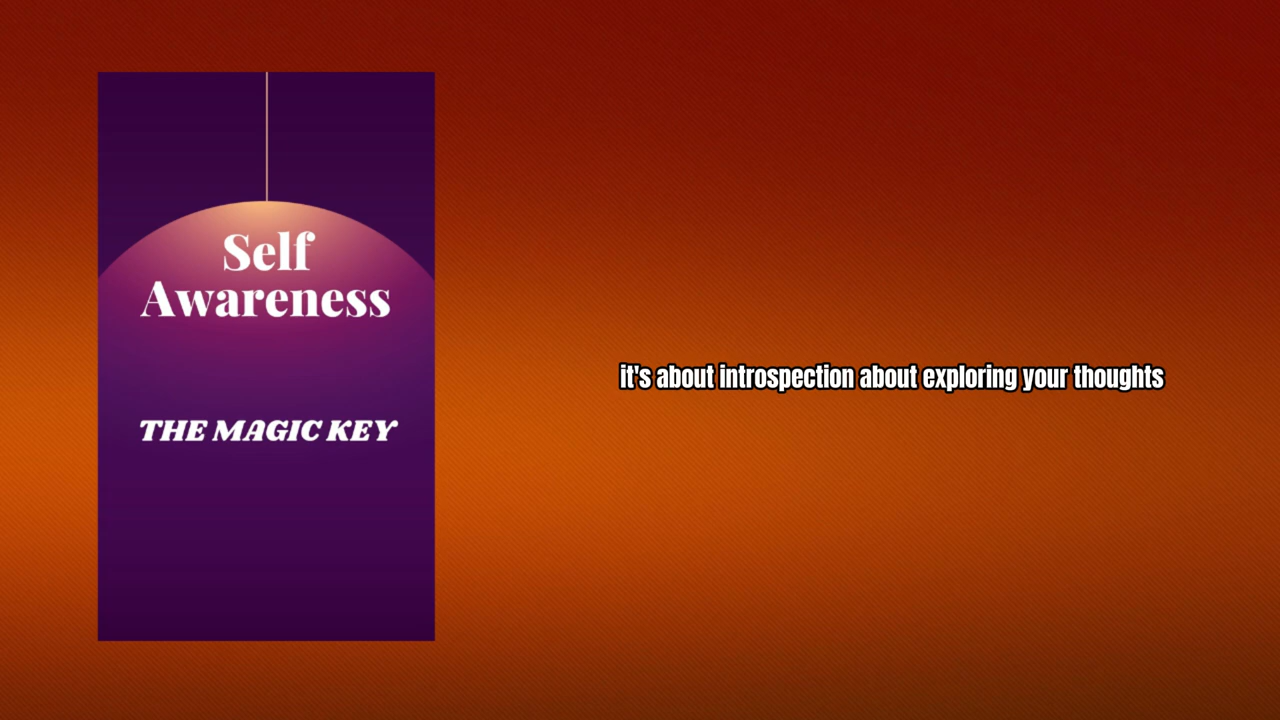 Self
Awareness
THE MAGIC KEY
it's about introspection about exploring your thoughts